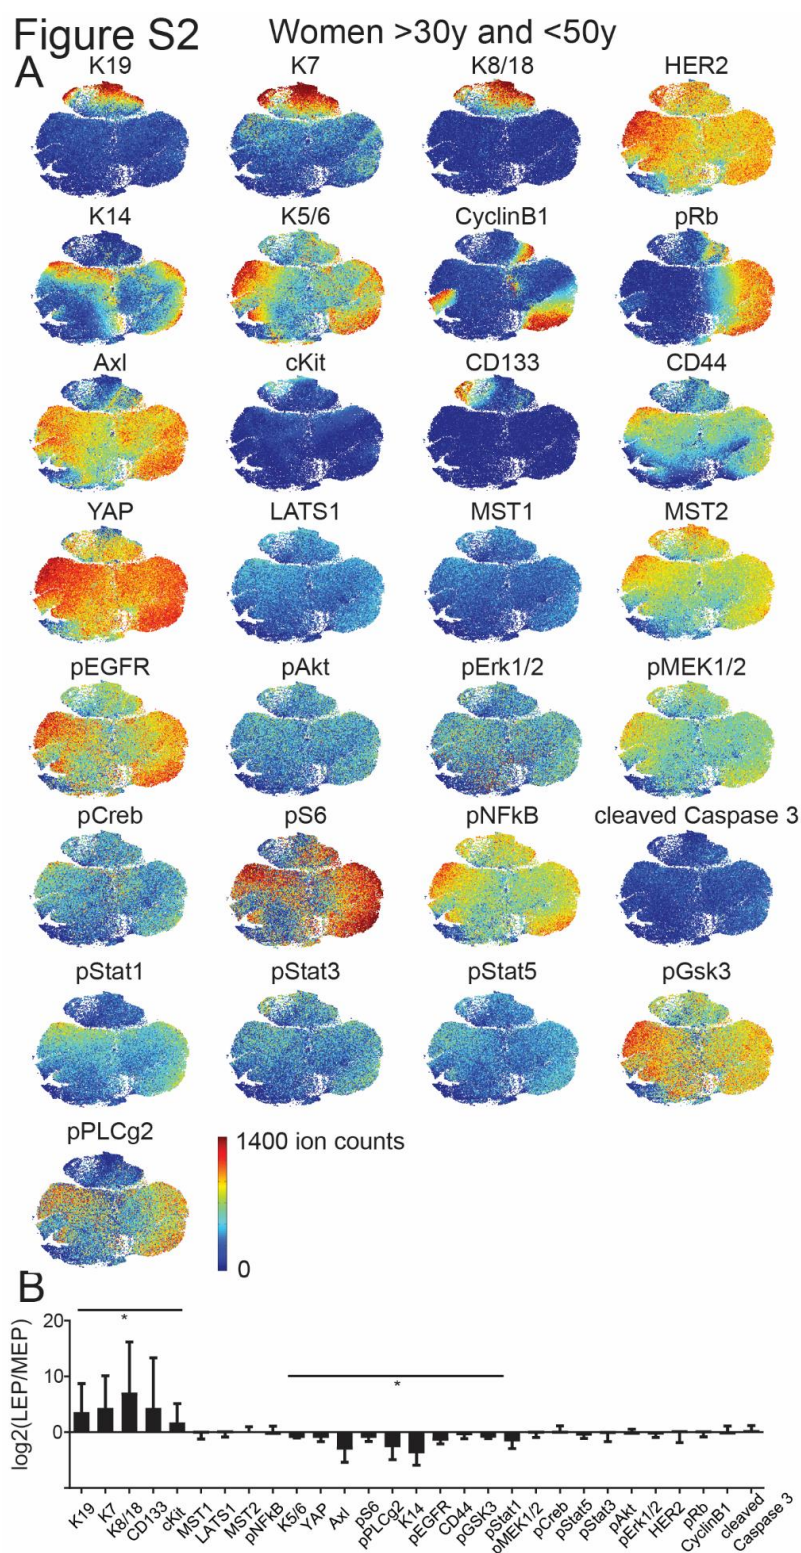 Figure S2 Women >30y and <50y
A
K19 K7 K8/18 HER2
K14 K5/6 CyclinB1 pRb
Axl cKit CD133 CD44
YAP LATS1 MST1 MST2
pEGFR pAkt pErk1/2 pMEK1/2
pCreb pS6 pNFkB cleaved Caspase 3
pStat1 pStat3 pStat5 pGsk3
pPLCg2
1400 ion counts
0
B
*
*
20
10
0
log2(LEP/MEP)
K19
K7
K8/18
CD133
cKit
MST1
LATS1
MST2
pNFkB
K5/6
YAP
Axl
pS6
pPLCg2
K14
pEGFR
CD44
pGSK3
pStat1
pMEK1/2
pCreb
pStat5
pStat3
pAkt
pErk1/2
HER2
pRb
CyclinB1
cleaved
Caspase 3